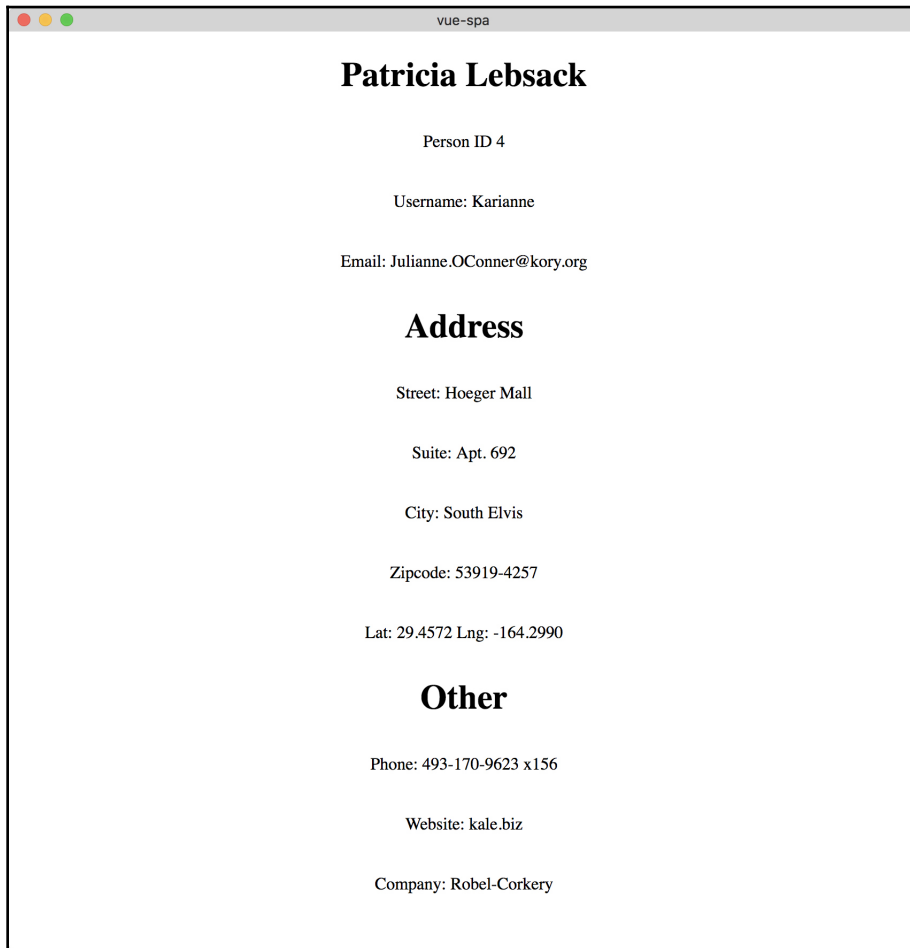 vue-spa
Patricia Lebsack
Person ID 4
Username: Karianne
Email: Julianne.OConner@kory.org
Address
Street: Hoeger Mall
Suite: Apt. 692
City: South Elvis
Zipcode: 53919-4257
Lat: 29.4572 Lng: -164.2990
Other
Phone: 493-170-9623 x156
Website: kale.biz
Company: Robel-Corkery